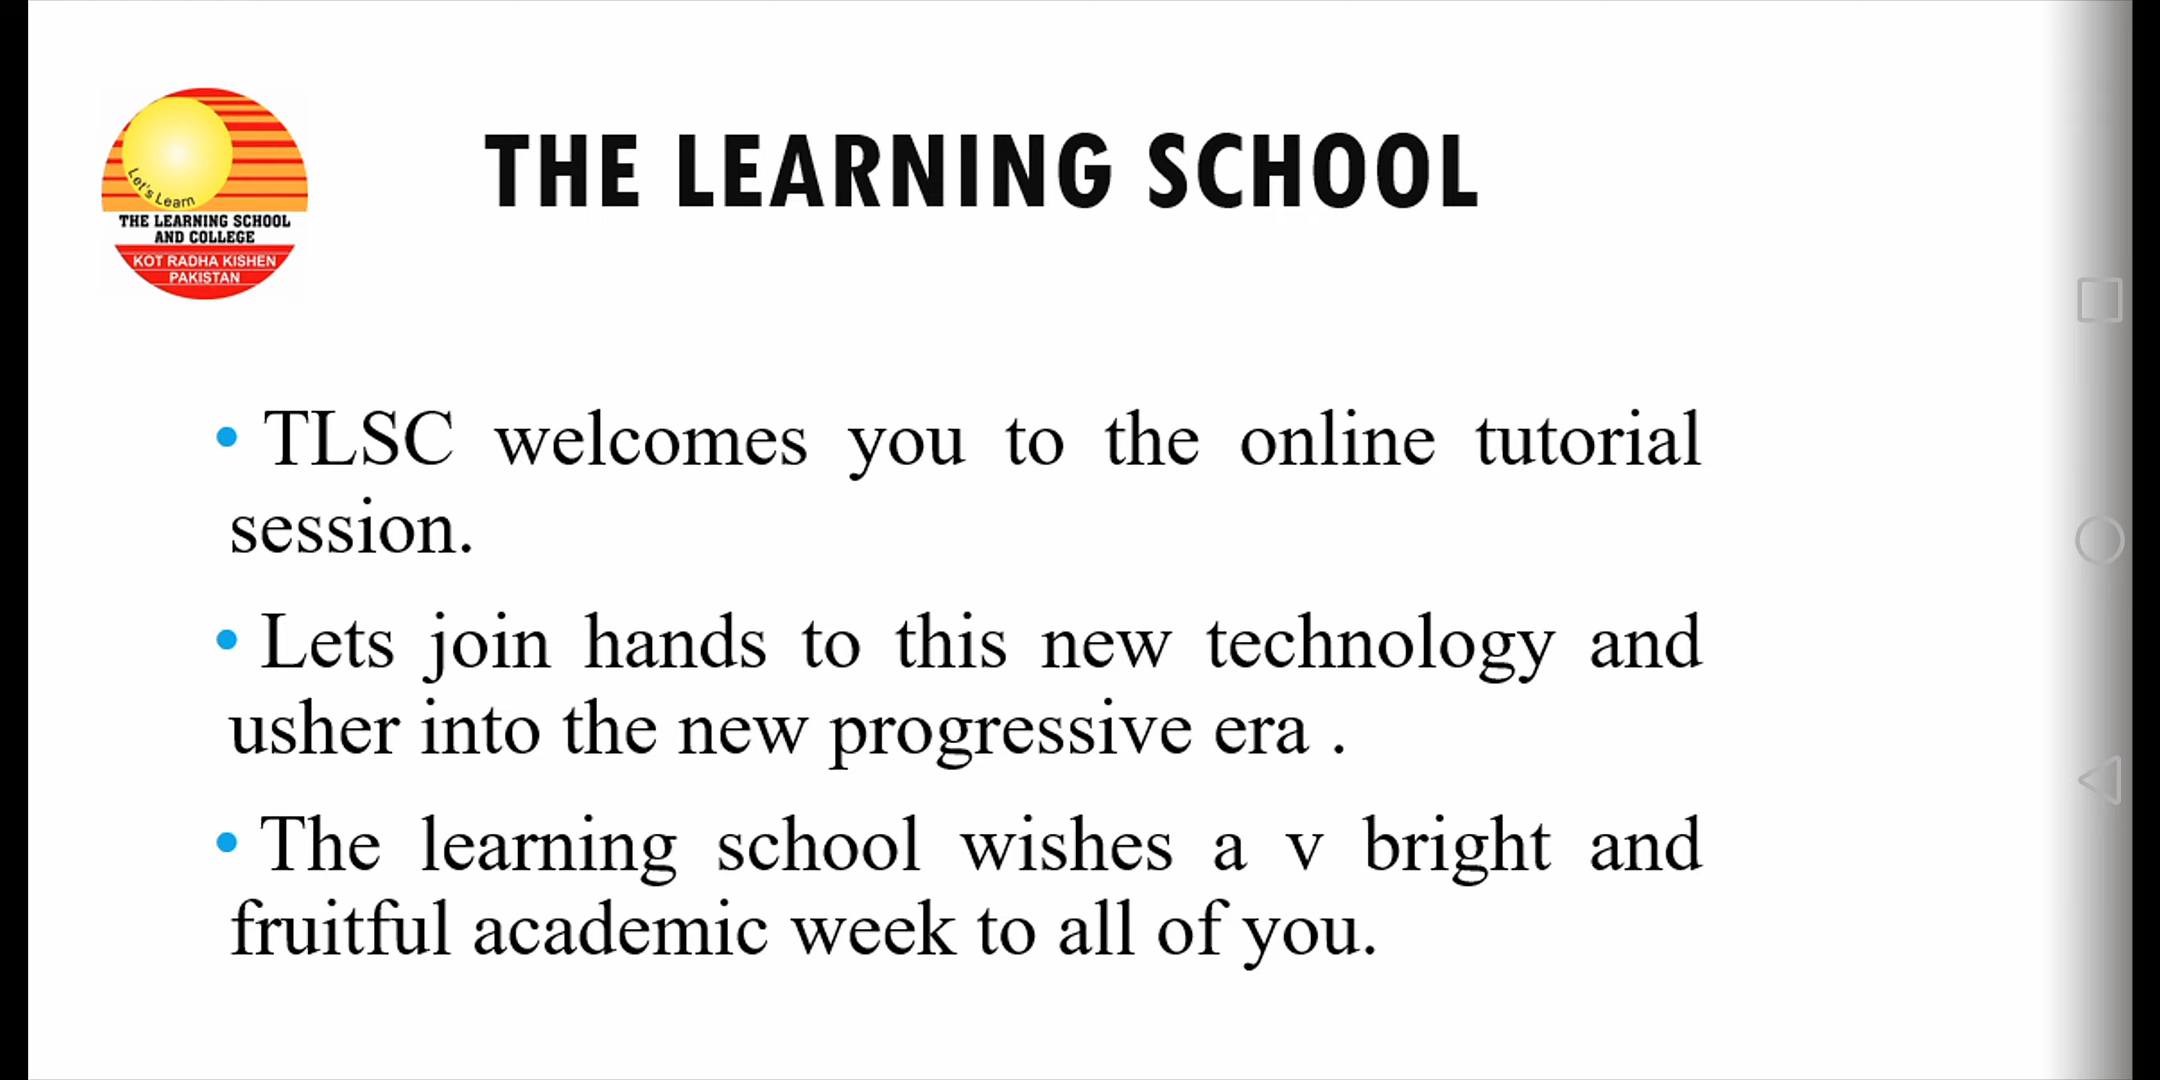 Let's Learn
THE LEARNING SCHOOL
AND COLLEGE
KOT RADHA KISHEN
PAKISTAN
THE LEARNING SCHOOL
• TLSC welcomes you to the online tutorial
session.
• Lets join hands to this new technology and
usher into the new progressive era .
• The learning school wishes a v bright and
fruitful academic week to all of you.